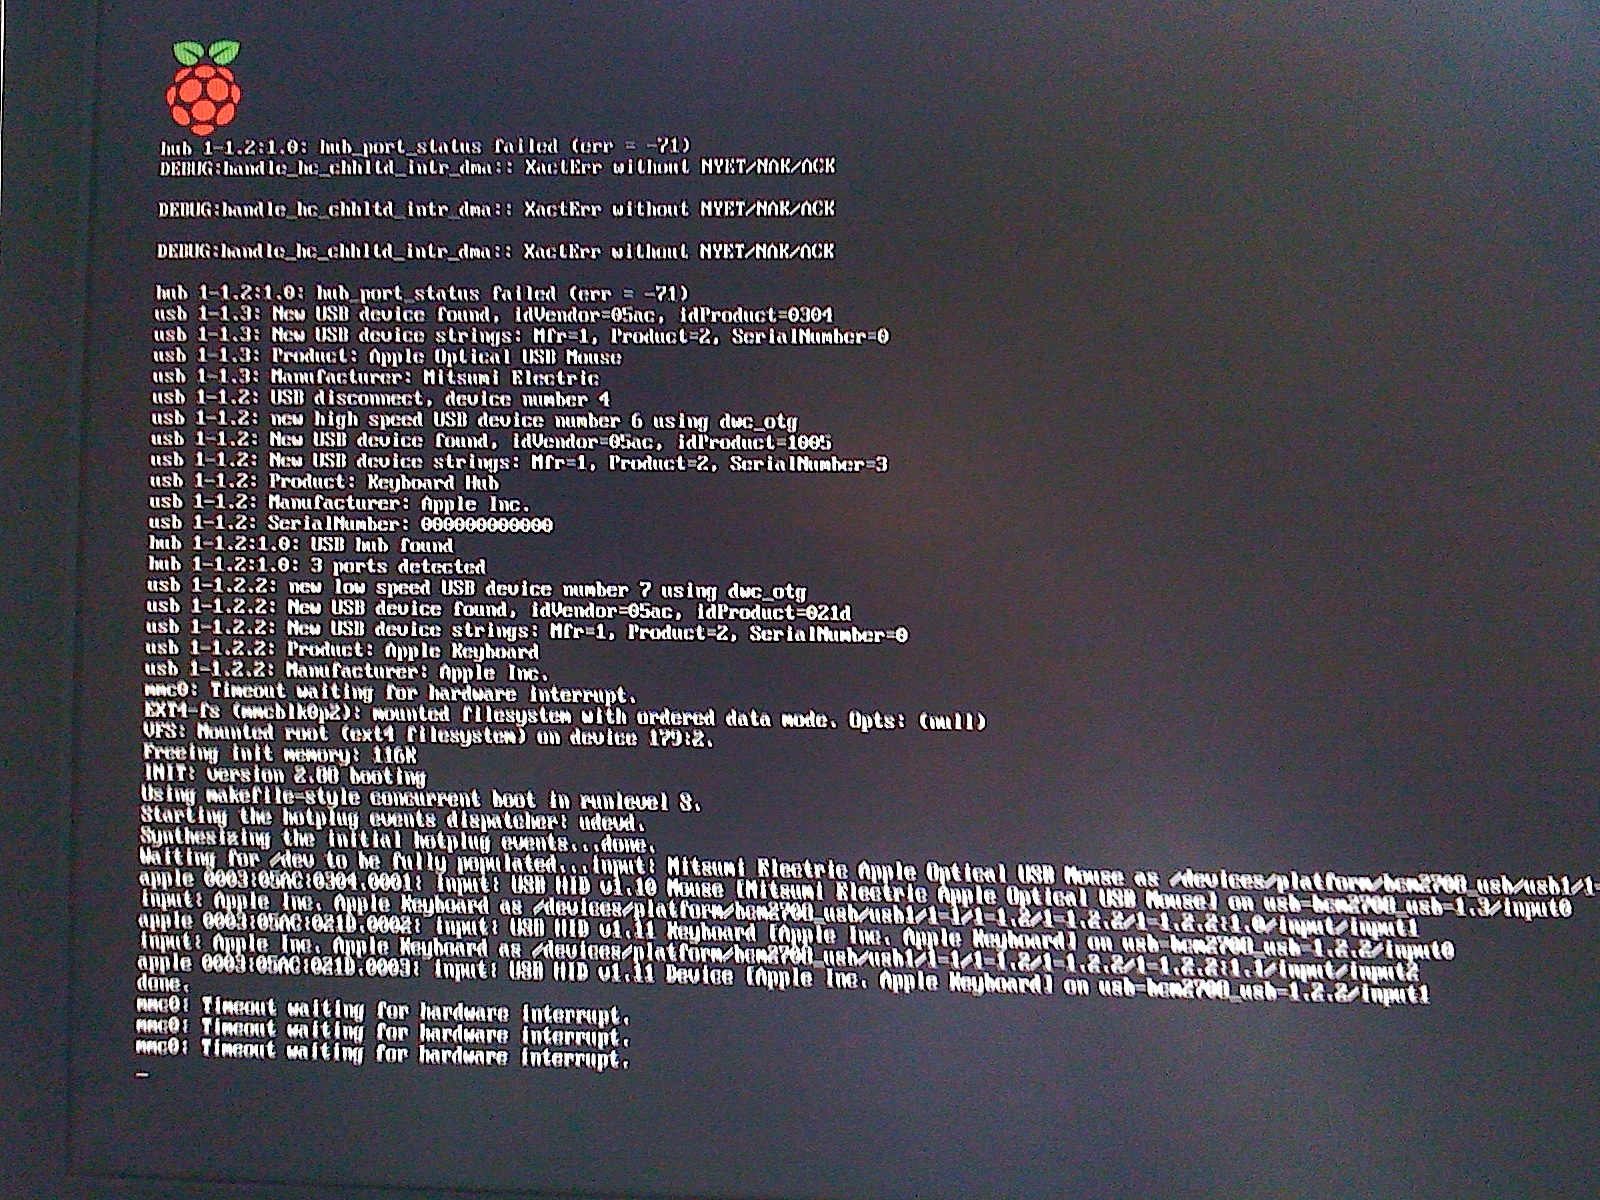 hub 1-1.2:1.0: hub_port_status failed (err = -71)
DEBUG:handle_hc_chhltd_intr_dma:: XactErr without NYET/NAK/ACK
DEBUG:handle_hc_chhltd_intr_dma:: XactErr without NYET/NAK/ACK
DEBUG:handle_hc_chhltd_intr_dma:: XactErr without NYET/NAK/ACK
hub 1-1.2:1.0: hub_port_status failed (err = -71)
usb 1-1.3: New USB device found, idVendor=05ac, idProduct=0304
usb 1-1.3: New USB device strings: Mfr=1, Product=2, SerialNumber=0
usb 1-1.3: Product: Apple Optical USB Mouse
usb 1-1.3: Manufacturer: Mitsumi Electric
usb 1-1.2: USB disconnect, device number 4
usb 1-1.2: new high speed USB device number 6 using dwc_otg
usb 1-1.2: New USB device found, idVendor=05ac, idProduct=1005
usb 1-1.2: New USB device strings: Mfr=1, Product=2, SerialNumber=3
usb 1-1.2: Product: Keyboard Hub
usb 1-1.2: Manufacturer: Apple Inc.
usb 1-1.2: SerialNumber: 000000000000
hub 1-1.2:1.0: USB hub found
hub 1-1.2:1.0: 3 ports detected
usb 1-1.2.2: new low speed USB device number 7 using dwc_otg
usb 1-1.2.2: New USB device found, idVendor=05ac, idProduct=021d
usb 1-1.2.2: New USB device strings: Mfr=1, Product=2, SerialNumber=0
usb 1-1.2.2: Product: Apple Keyboard
usb 1-1.2.2: Manufacturer: Apple Inc.
mmc0: Timeout waiting for hardware interrupt.
EXT4-fs (mmcblk0p2): mounted filesystem with ordered data mode. Opts: (null)
VFS: Mounted root (ext4 filesystem) on device 179:2.
Freeing init memory: 116K
INIT: version 2.88 booting
Using makefile-style concurrent boot in runlevel S.
Starting the hotplug events dispatcher: udevd.
Synthesizing the initial hotplug events...done.
Waiting for /dev to be fully populated...input: Mitsumi Electric Apple Optical USB Mouse as /devices/platform/bcm2708_usb/usb1/1-
apple 0003:05AC:0304.0001: input: USB HID v1.10 Mouse [Mitsumi Electric Apple Optical USB Mouse] on usb-bcm2708_usb-1.3/input0
input: Apple Inc. Apple Keyboard as /devices/platform/bcm2708_usb/usb1/1-1/1-1.2/1-1.2.2/1-1.2.2:1.0/input/input1
apple 0003:05AC:021D.0002: input: USB HID v1.11 Keyboard [Apple Inc. Apple Keyboard] on usb-bcm2708_usb-1.2.2/input0
input: Apple Inc. Apple Keyboard as /devices/platform/bcm2708_usb/usb1/1-1/1-1.2/1-1.2.2/1-1.2.2:1.1/input/input2
apple 0003:05AC:021D.0003: input: USB HID v1.11 Device [Apple Inc. Apple Keyboard] on usb-bcm2708_usb-1.2.2/input1
done.
mmc0: Timeout waiting for hardware interrupt.
mmc0: Timeout waiting for hardware interrupt.
mmc0: Timeout waiting for hardware interrupt.
_